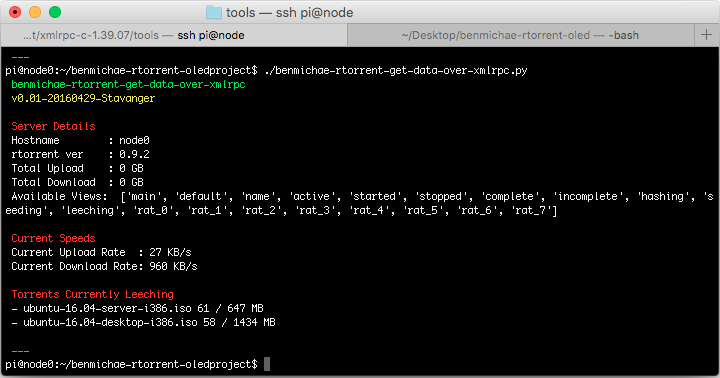 tools — ssh pi@node
...t/xmlrpc-c-1.39.07/tools — ssh pi@node
~/Desktop/benmichae-rtorrent-oled — -bash
---
pi@node0:~/benmichae-rtorrent-oledproject$ ./benmichae-rtorrent-get-data-over-xmlrpc.py
benmichae-rtorrent-get-data-over-xmlrpc
v0.01-20160429-Stavanger
Server Details
Hostname       : node0
rtorrent ver   : 0.9.2
Total Upload   : 0 GB
Total Download : 0 GB
Available Views:  ['main', 'default', 'name', 'active', 'started', 'stopped', 'complete', 'incomplete', 'hashing', 's
eeding', 'leeching', 'rat_0', 'rat_1', 'rat_2', 'rat_3', 'rat_4', 'rat_5', 'rat_6', 'rat_7']
Current Speeds
Current Upload Rate  : 27 KB/s
Current Download Rate: 960 KB/s
Torrents Currently Leeching
- ubuntu-16.04-server-i386.iso 61 / 647 MB
- ubuntu-16.04-desktop-i386.iso 58 / 1434 MB
---
pi@node0:~/benmichae-rtorrent-oledproject$